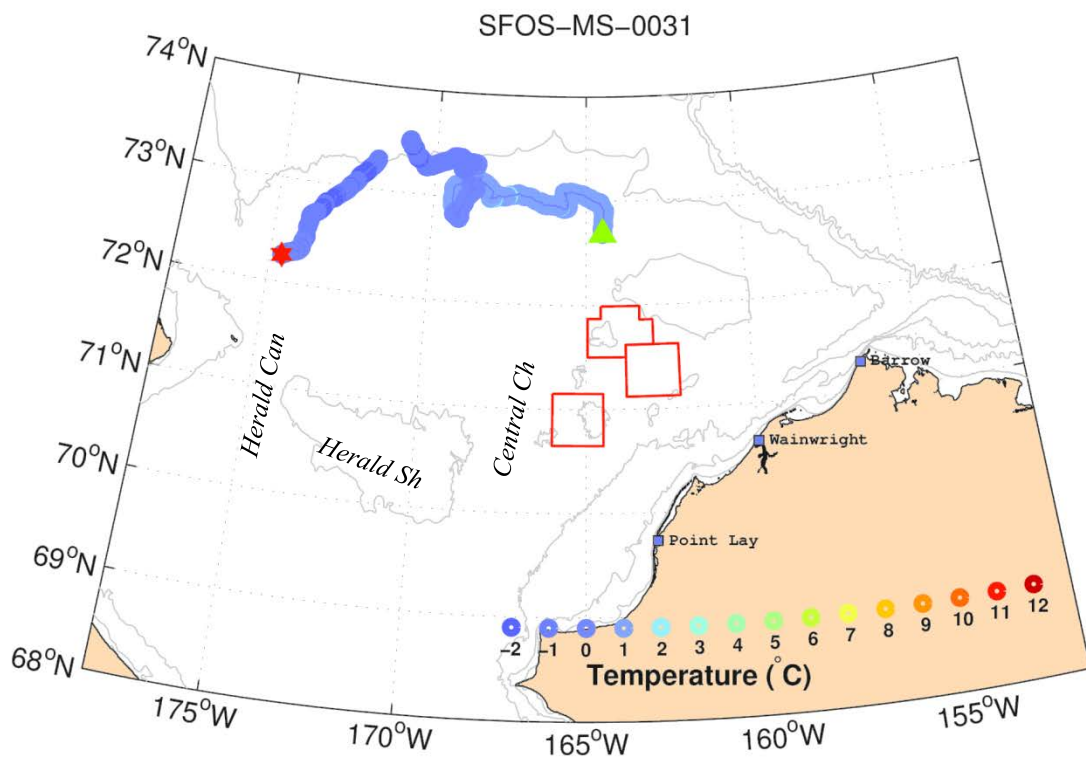 SFOS-MS-0031
74°N
73°N
72°N
71°N
70°N
69°N
68°N
Herald Can
Herald Sh
Central Ch
Barrow
Wainwright
Point Lay
-2 -1 0 1 2 3 4 5 6 7 8 9 10 11 12
Temperature (°C)
175°W
170°W
165°W
160°W
155°W